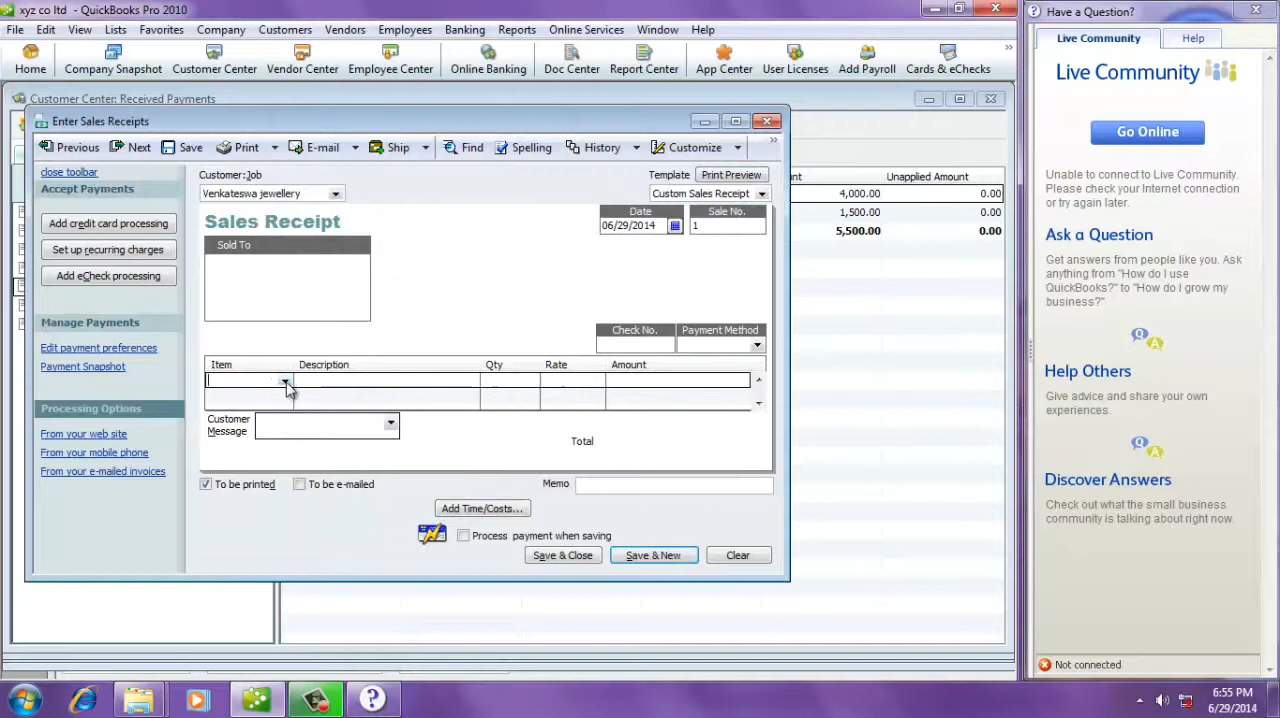 xyz co ltd - QuickBooks Pro 2010
File Edit View Lists Favorites Company Customers Vendors Employees Banking Reports Online Services Window Help
Home Company Snapshot Customer Center Vendor Center Employee Center Online Banking Doc Center Report Center App Center User Licenses Add Payroll Cards & eChecks »
Customer Center: Received Payments
Enter Sales Receipts
Previous Next Save Print E-mail Ship Find Spelling History Customize »
close toolbar
Accept Payments
Add credit card processing
Set up recurring charges
Add eCheck processing
Manage Payments
Edit payment preferences
Payment Snapshot
Processing Options
From your web site
From your mobile phone
From your e-mailed invoices
Customer:Job
Venkateswa jewellery
Template Print Preview
Custom Sales Receipt
Sales Receipt
Date Sale No.
06/29/2014 1
Sold To
Check No. Payment Method
Item Description Qty Rate Amount
Customer Message
Total
To be printed To be e-mailed
Memo
Add Time/Costs...
Process payment when saving
Save & Close Save & New Clear
unt Unapplied Amount
4,000.00 0.00
1,500.00 0.00
5,500.00 0.00
Have a Question?
Live Community Help
Live Community
Go Online
Unable to connect to Live Community.
Please check your Internet connection
or try again later.
Ask a Question
Get answers from people like you. Ask
anything from "How do I use
QuickBooks?" to "How do I grow my
business?"
Q A
Help Others
Give advice and share your own
experiences.
Q A
Discover Answers
Check out what the small business
community is talking about right now.
Not connected
6:55 PM
6/29/2014